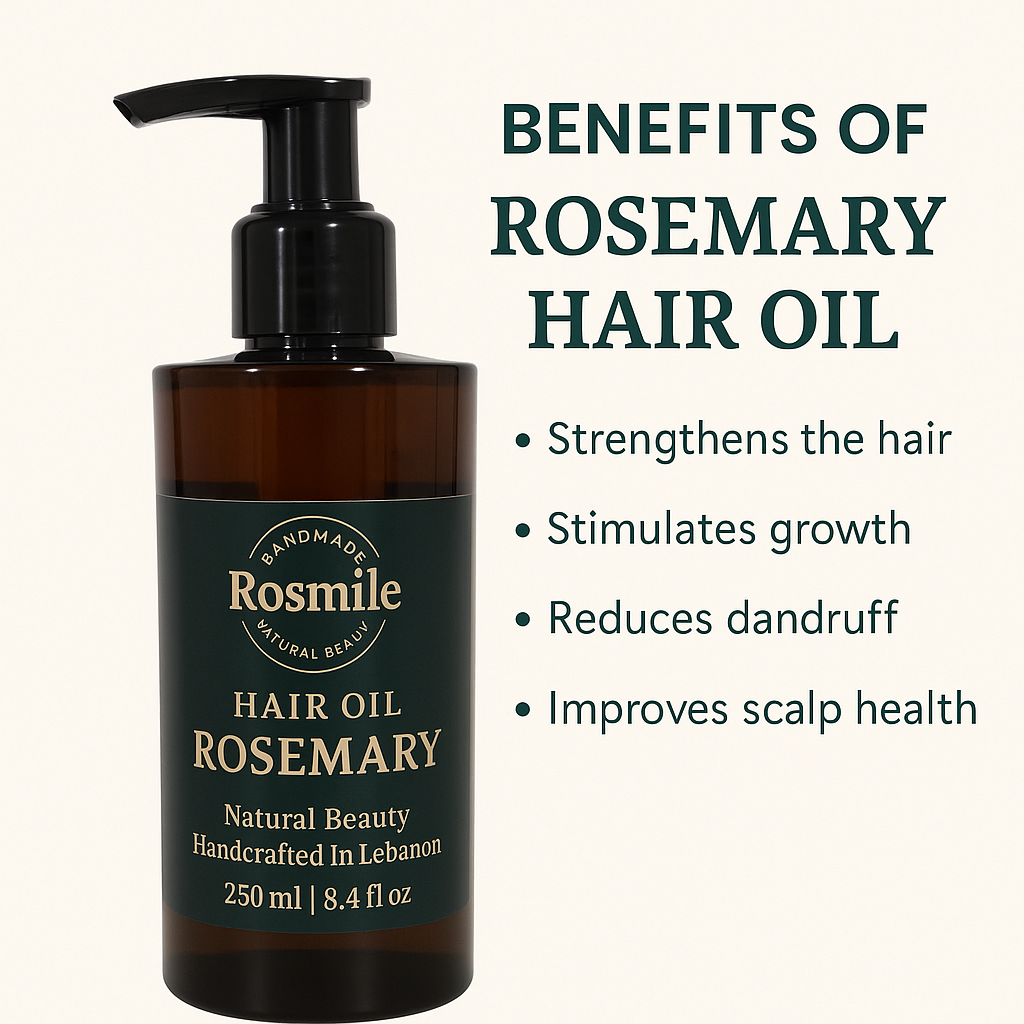 BENEFITS OF
ROSEMARY
HAIR OIL
• Strengthens the hair
• Stimulates growth
• Reduces dandruff
• Improves scalp health
HANDMADE
Rosmile
NATURAL BEAUV
HAIR OIL
ROSEMARY
Natural Beauty
Handcrafted In Lebanon
250 ml | 8.4 fl oz